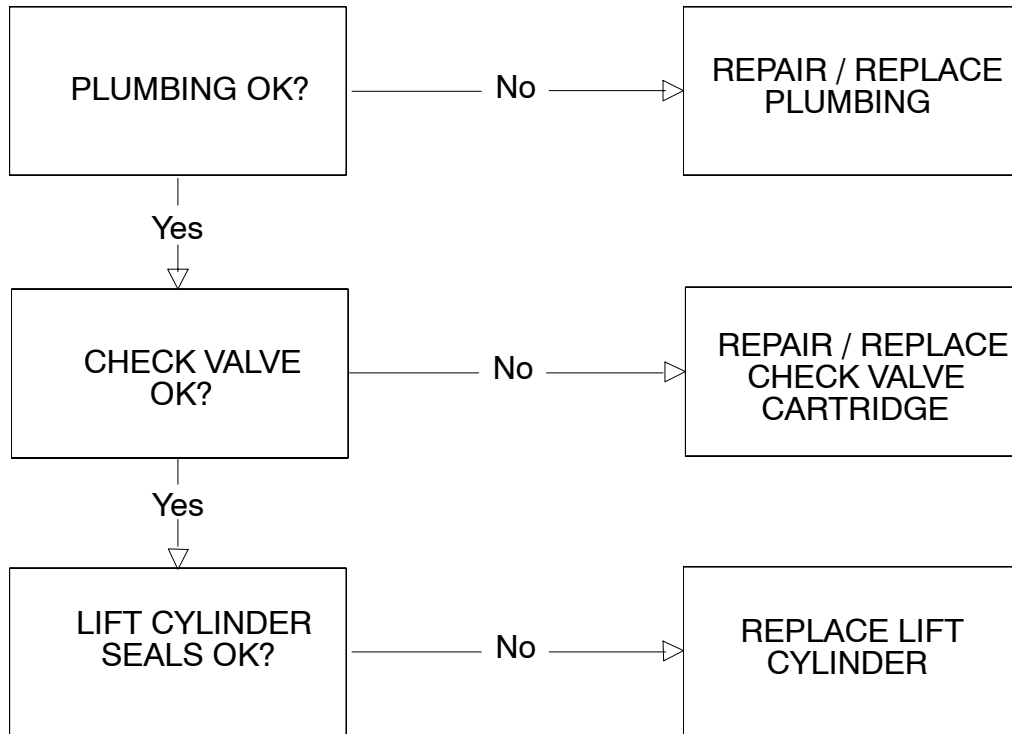 PLUMBING OK?
No
REPAIR / REPLACE
PLUMBING
Yes
CHECK VALVE
OK?
No
REPAIR / REPLACE
CHECK VALVE
CARTRIDGE
Yes
LIFT CYLINDER
SEALS OK?
No
REPLACE LIFT
CYLINDER